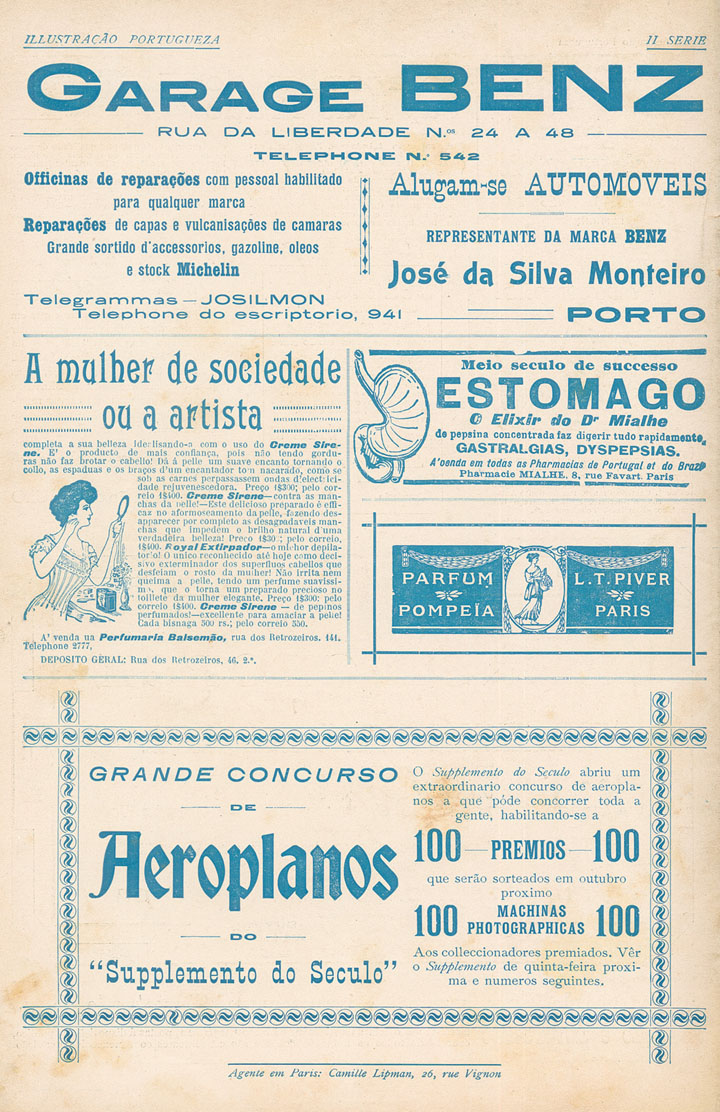 ILLUSTRAÇÃO PORTUGUEZA
II SERIE
GARAGE BENZ
RUA DA LIBERDADE N.os 24 A 48
TELEPHONE N.º 542
Officinas de reparações com pessoal habilitado
para qualquer marca
Reparações de capas e vulcanisações de camaras
Grande sortido d'accessorios, gazoline, oleos
e stock Michelin
Telegrammas — JOSILMON
Telephone do escriptorio, 941
Alugam-se AUTOMOVEIS
REPRESENTANTE DA MARCA BENZ
José da Silva Monteiro
PORTO
A mulher de sociedade
ou a artista
completa a sua belleza idealisando-a com o uso do Creme Sire-
ne. E' o producto de mais confiança, pois não tendo gordu-
ras não faz brotar o cabello! Dá á pelle um suave encanto tornando o
collo, as espaduas e os braços d'um encantador tom nacarado, como se
sob as carnes perpassassem ondas d'electrici-
dade rejuvenescedora. Preço 1$300; pelo cor-
reio 1$400. Creme Sirene—contra as man-
chas da pelle!—Este delicioso preparado é effi-
caz no aformoseamento da pelle, fazendo des-
apparecer por completo as desagradaveis man-
chas que impedem o brilho natural d'uma
verdadeira belleza! Preço 1$30 ; pelo correio,
1$400. Royal Extirpador—o melhor depila-
tor'o! O unico reconhecido até hoje como deci-
sivo exterminador dos superfluos cabellos que
desfeiam o rosto da mulher! Não irrita nem
queima a pelle, tendo um perfume suavissi-
mo, que o torna um preparado precioso no
toillete da mulher elegante. Preço 1$300; pelo
correio 1$400. Creme Sirene — de pepinos
perfumados!—excellente para amaciar a pelle!
Cada bisnaga 500 rs.; pelo correio 550.
A' venda na Perfumaria Balsemão, rua dos Retrozeiros. 141.
Telephone 2777.
DEPOSITO GERAL: Rua dos Retrozeiros, 46. 2.º.
Meio seculo de successo
ESTOMAGO
O Elixir do Dr Mialhe
de pepsina concentrada faz digerir tudo rapidamente.
GASTRALGIAS, DYSPEPSIAS.
A'venda em todas as Pharmacias de Portugal et do Brazil
Pharmacie MIALHE. 8, rue Favart. Paris
PARFUM
POMPEÏA
L.T. PIVER
PARIS
GRANDE CONCURSO
DE
Aeroplanos
DO
"Supplemento do Seculo"
O Supplemento do Seculo abriu um
extraordinario concurso de aeropla-
nos a que póde concorrer toda a
gente, habilitando-se a
100 — PREMIOS — 100
que serão sorteados em outubro
proximo
100 MACHINAS PHOTOGRAPHICAS 100
Aos colleccionadores premiados. Vêr
o Supplemento de quinta-feira proxi-
ma e numeros seguintes.
Agente em Paris: Camille Lipman, 26, rue Vignon